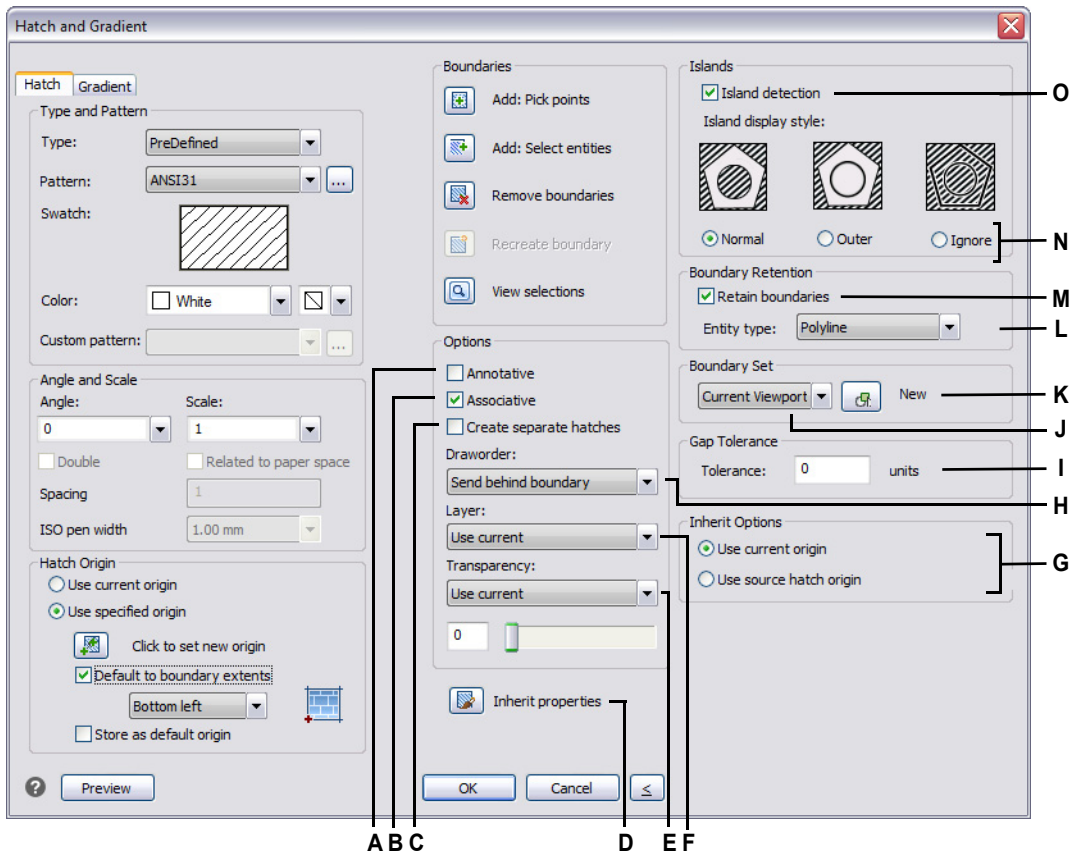 Hatch and Gradient
Hatch
Gradient
Type and Pattern
Type:
PreDefined
Pattern:
ANSI31
...
Swatch:
Color:
White
Custom pattern:
...
Angle and Scale
Angle:
Scale:
0
1
Double
Related to paper space
Spacing
1
ISO pen width
1.00 mm
Hatch Origin
Use current origin
Use specified origin
Click to set new origin
Default to boundary extents
Bottom left
Store as default origin
?
Preview
Boundaries
Add: Pick points
Add: Select entities
Remove boundaries
Recreate boundary
View selections
Options
Annotative
Associative
Create separate hatches
Draworder:
Send behind boundary
Layer:
Use current
Transparency:
Use current
0
Inherit properties
OK
Cancel
<
Islands
Island detection
Island display style:
Normal
Outer
Ignore
Boundary Retention
Retain boundaries
Entity type:
Polyline
Boundary Set
Current Viewport
New
Gap Tolerance
Tolerance:
0
units
Inherit Options
Use current origin
Use source hatch origin
O
N
M
L
K
J
I
H
G
A
B
C
D
E
F